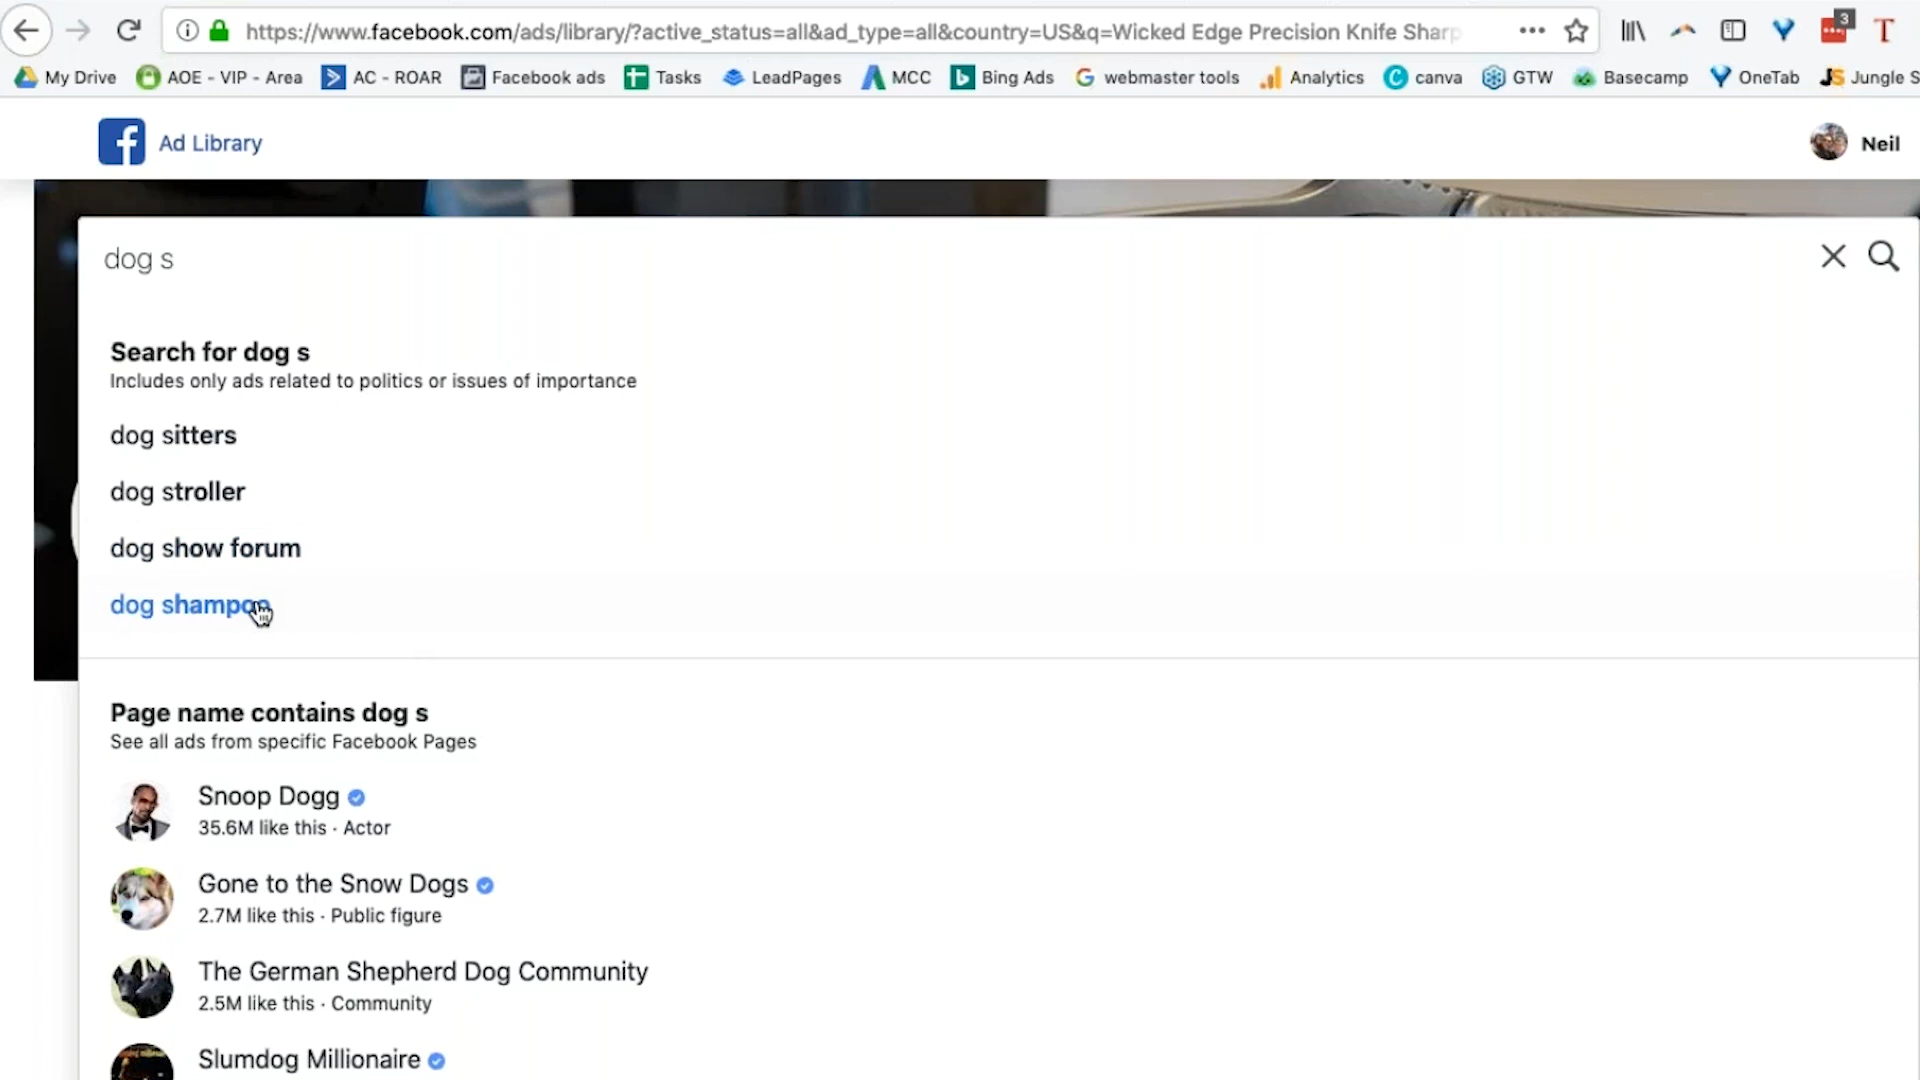 https://www.facebook.com/ads/library/?active_status=all&ad_type=all&country=US&q=Wicked Edge Precision Knife Sharp
3
T
My Drive
AOE - VIP - Area
AC - ROAR
Facebook ads
Tasks
LeadPages
MCC
Bing Ads
webmaster tools
Analytics
canva
GTW
Basecamp
OneTab
Jungle S
Ad Library
Neil
dog s
Search for dog s
Includes only ads related to politics or issues of importance
dog sitters
dog stroller
dog show forum
dog shampoo
Page name contains dog s
See all ads from specific Facebook Pages
Snoop Dogg
35.6M like this · Actor
Gone to the Snow Dogs
2.7M like this · Public figure
The German Shepherd Dog Community
2.5M like this · Community
Slumdog Millionaire